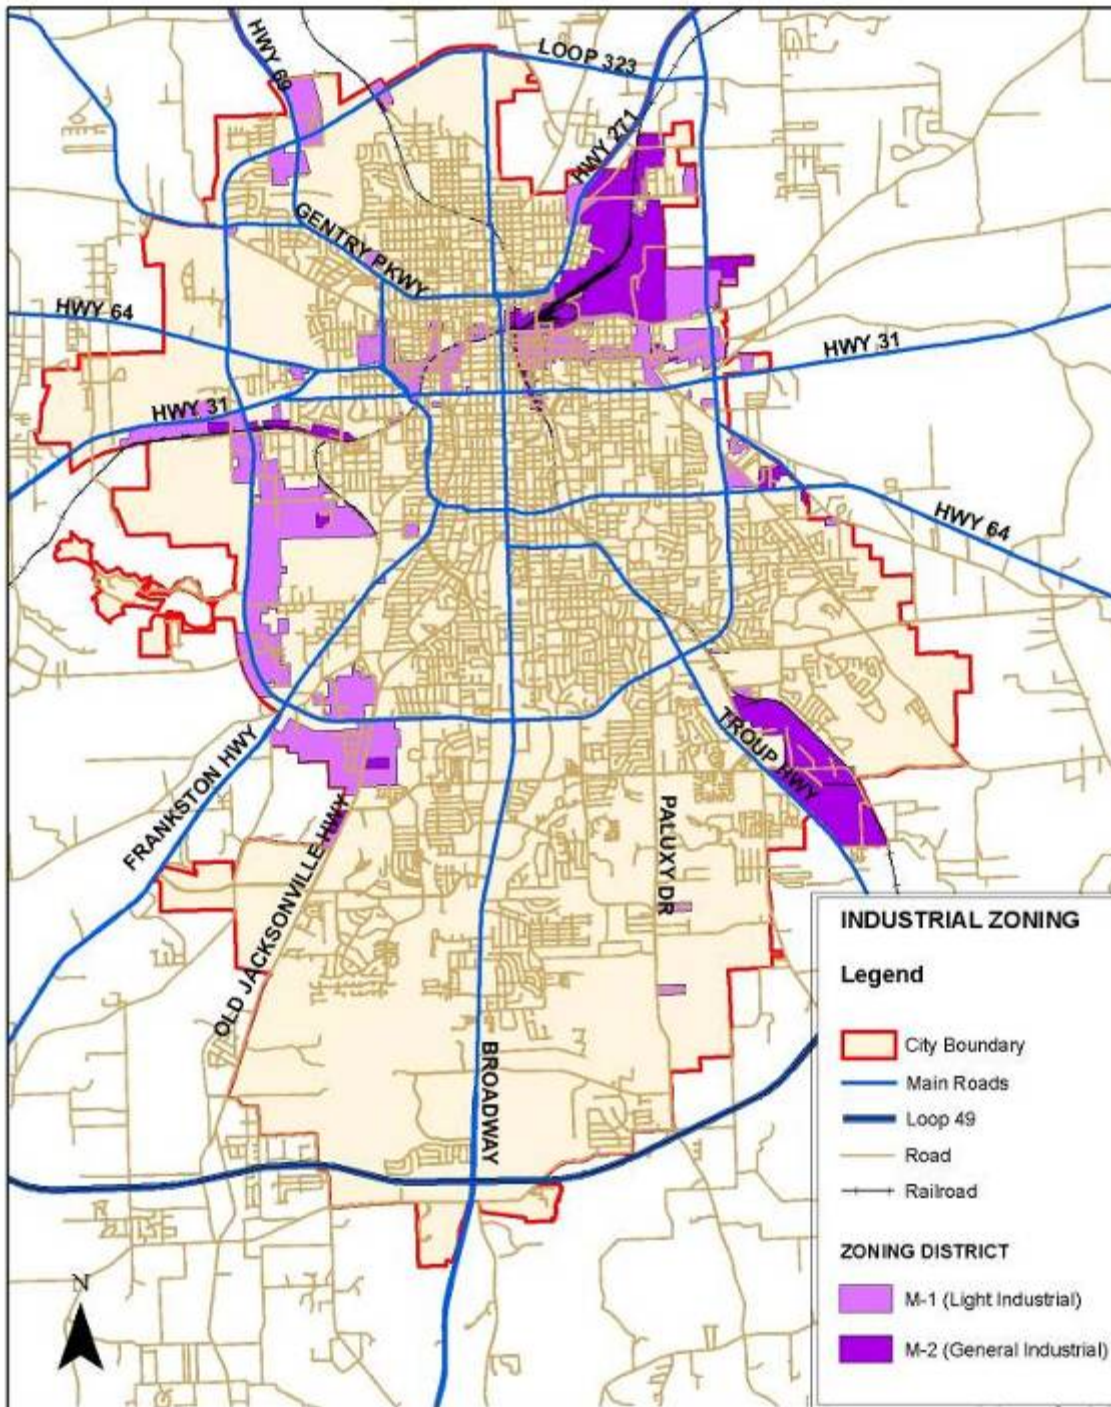 HWY 69
LOOP 323
HWY 271
GENTRY PKWY
HWY 64
HWY 31
HWY 31
HWY 64
TROUP HWY
FRANKSTON HWY
PALUXY DR
OLD JACKSONVILLE HWY
BROADWAY
INDUSTRIAL ZONING
Legend
City Boundary
Main Roads
Loop 49
Road
Railroad
ZONING DISTRICT
M-1 (Light Industrial)
M-2 (General Industrial)
N